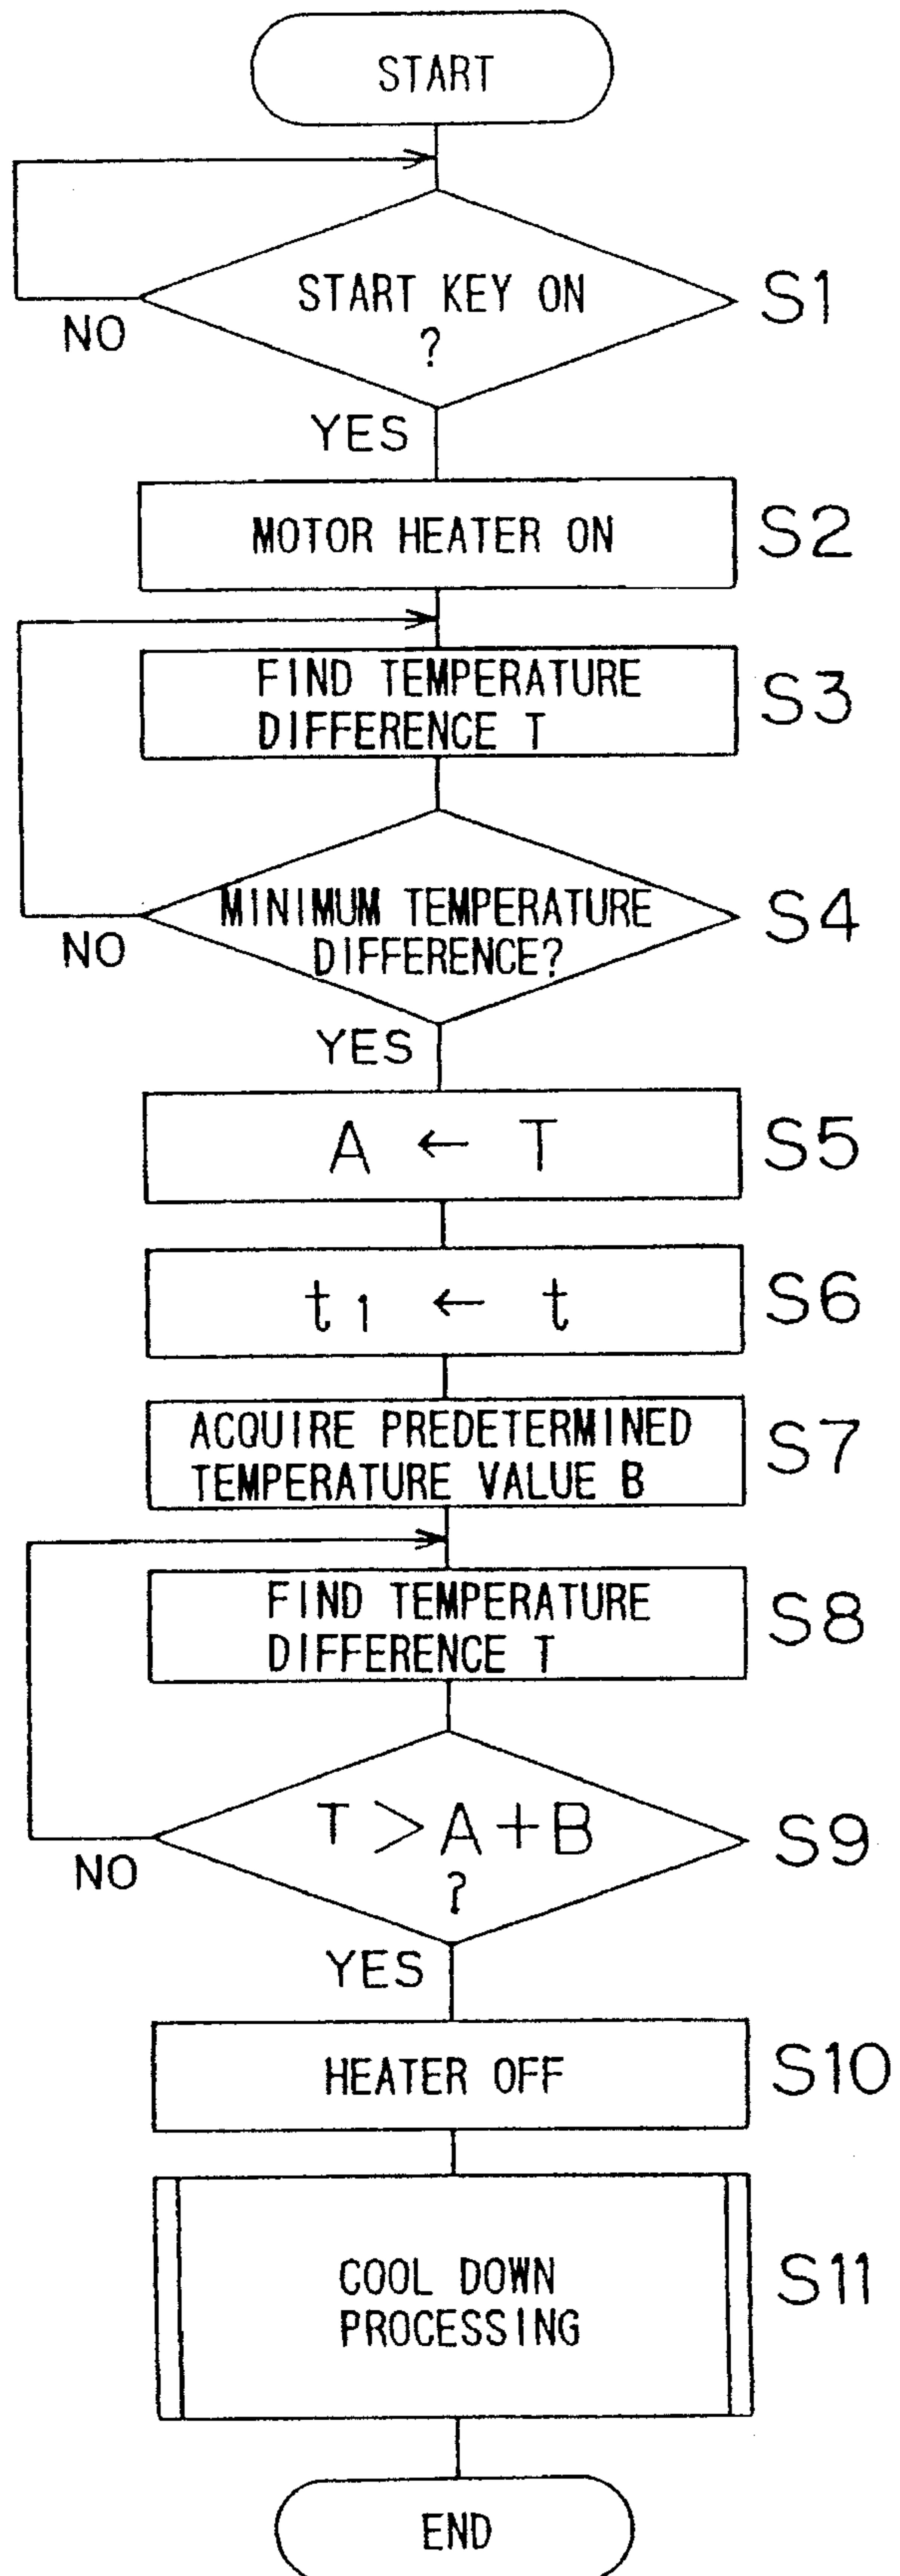 START
START KEY ON
?
S1
NO
YES
MOTOR HEATER ON
S2
FIND TEMPERATURE
DIFFERENCE T
S3
MINIMUM TEMPERATURE
DIFFERENCE?
S4
NO
YES
A ← T
S5
t1 ← t
S6
ACQUIRE PREDETERMINED
TEMPERATURE VALUE B
S7
FIND TEMPERATURE
DIFFERENCE T
S8
T > A + B
?
S9
NO
YES
HEATER OFF
S10
COOL DOWN
PROCESSING
S11
END